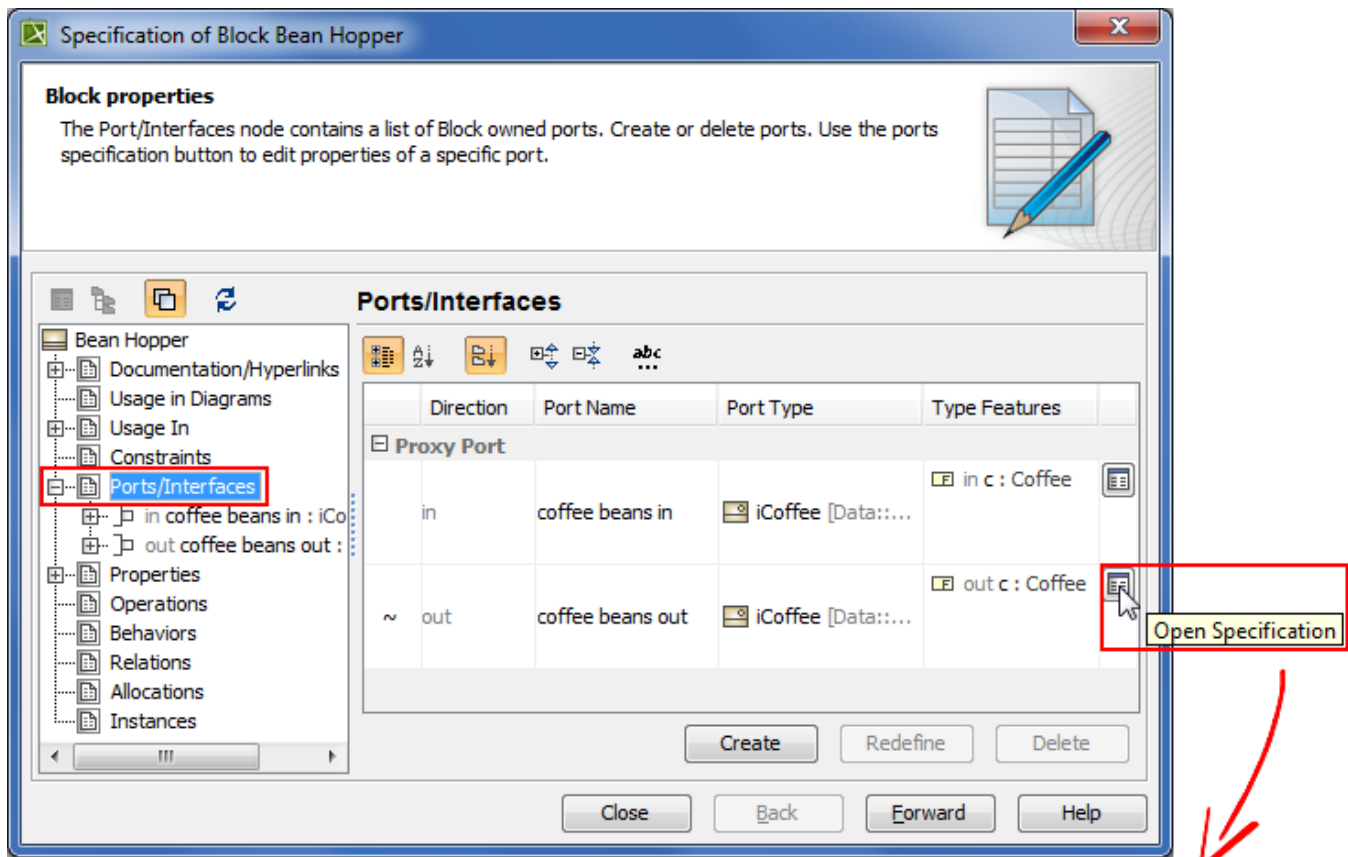 Specification of Block Bean Hopper
Block properties
The Port/Interfaces node contains a list of Block owned ports. Create or delete ports. Use the ports
specification button to edit properties of a specific port.
Ports/Interfaces
Bean Hopper
Documentation/Hyperlinks
Usage in Diagrams
Usage In
Constraints
Ports/Interfaces
in coffee beans in : iCo
out coffee beans out :
Properties
Operations
Behaviors
Relations
Allocations
Instances
abc
...
Direction Port Name Port Type Type Features
Proxy Port
in coffee beans in iCoffee [Data::... F in c : Coffee
~ out coffee beans out iCoffee [Data::... F out c : Coffee
Open Specification
Create Redefine Delete
Close Back Forward Help